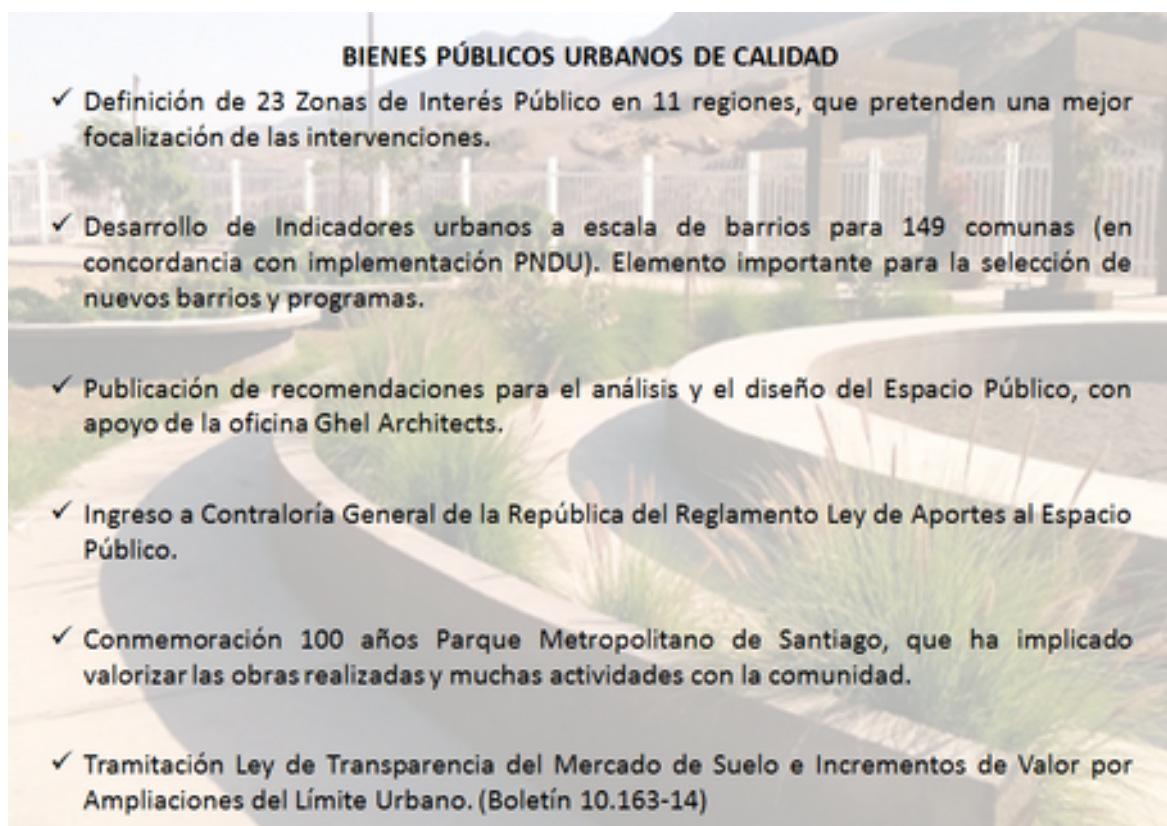 BIENES PÚBLICOS URBANOS DE CALIDAD
✓ Definición de 23 Zonas de Interés Público en 11 regiones, que pretenden una mejor
focalización de las intervenciones.
✓ Desarrollo de Indicadores urbanos a escala de barrios para 149 comunas (en
concordancia con implementación PNDU). Elemento importante para la selección de
nuevos barrios y programas.
✓ Publicación de recomendaciones para el análisis y el diseño del Espacio Público, con
apoyo de la oficina Ghel Architects.
✓ Ingreso a Contraloría General de la República del Reglamento Ley de Aportes al Espacio
Público.
✓ Conmemoración 100 años Parque Metropolitano de Santiago, que ha implicado
valorizar las obras realizadas y muchas actividades con la comunidad.
✓ Tramitación Ley de Transparencia del Mercado de Suelo e Incrementos de Valor por
Ampliaciones del Límite Urbano. (Boletín 10.163-14)